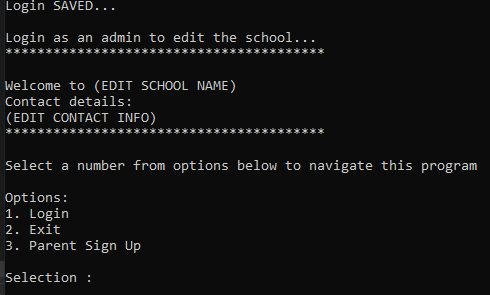 Login SAVED...
Login as an admin to edit the school...
****************************************
Welcome to (EDIT SCHOOL NAME)
Contact details:
(EDIT CONTACT INFO)
****************************************
Select a number from options below to navigate this program
Options:
1. Login
2. Exit
3. Parent Sign Up
Selection :